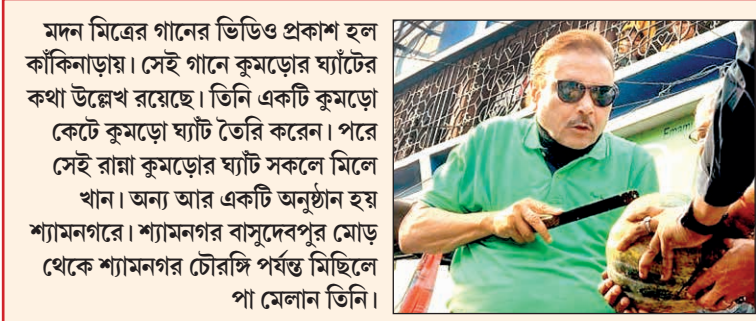 মদন মিত্রের গানের ভিডিও প্রকাশ হল
কাঁকিনাড়ায়। সেই গানে কুমড়োর ঘ্যাঁটের
কথা উল্লেখ রয়েছে। তিনি একটি কুমড়ো
কেটে কুমড়ো ঘ্যাঁট তৈরি করেন। পরে
সেই রান্না কুমড়োর ঘ্যাঁট সকলে মিলে
খান। অন্য আর একটি অনুষ্ঠান হয়
শ্যামনগরে। শ্যামনগর বাসুদেবপুর মোড়
থেকে শ্যামনগর চৌরঙ্গি পর্যন্ত মিছিলে
পা মেলান তিনি।
Emami